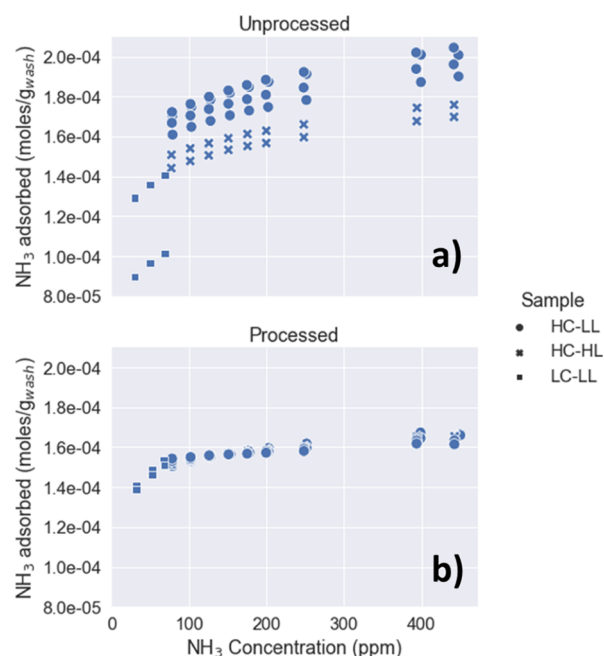 Unprocessed
NH₃ adsorbed (moles/g_wash)
2.0e-04
1.8e-04
1.6e-04
1.4e-04
1.2e-04
1.0e-04
8.0e-05
a)
Processed
NH₃ adsorbed (moles/g_wash)
2.0e-04
1.8e-04
1.6e-04
1.4e-04
1.2e-04
1.0e-04
8.0e-05
b)
0 100 200 300 400
NH₃ Concentration (ppm)
Sample
HC-LL
HC-HL
LC-LL